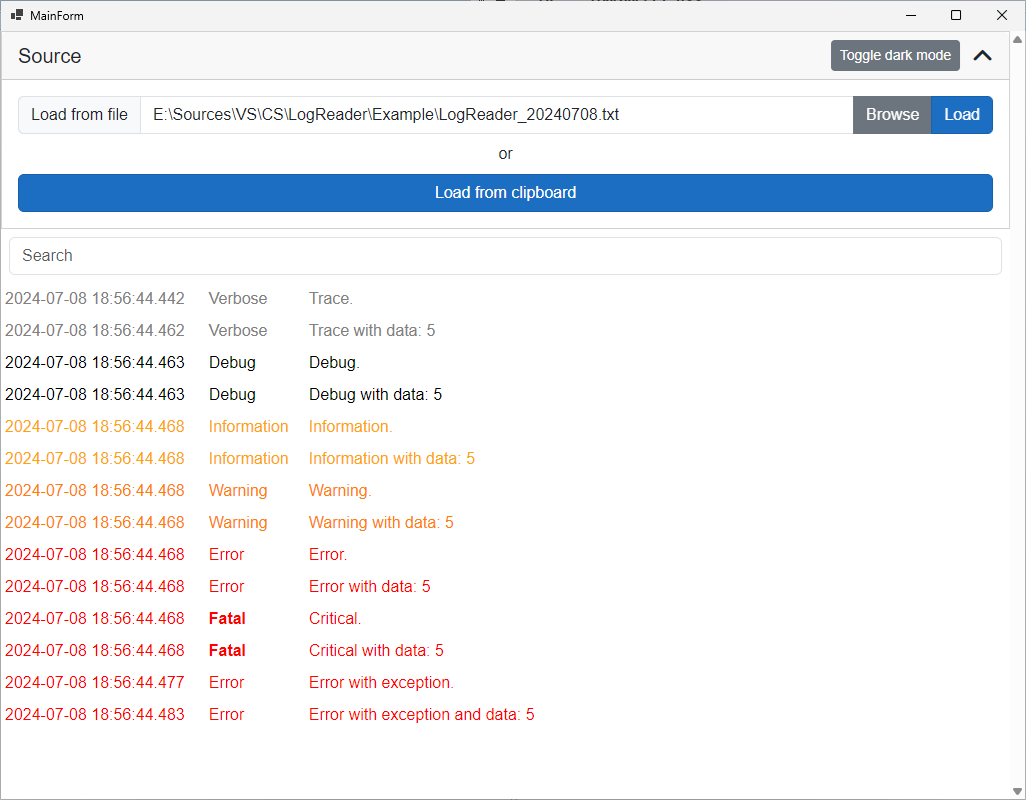 MainForm
Source Toggle dark mode
Load from file E:\Sources\VS\CS\LogReader\Example\LogReader_20240708.txt Browse Load
or
Load from clipboard
Search
2024-07-08 18:56:44.442 Verbose Trace.
2024-07-08 18:56:44.462 Verbose Trace with data: 5
2024-07-08 18:56:44.463 Debug Debug.
2024-07-08 18:56:44.463 Debug Debug with data: 5
2024-07-08 18:56:44.468 Information Information.
2024-07-08 18:56:44.468 Information Information with data: 5
2024-07-08 18:56:44.468 Warning Warning.
2024-07-08 18:56:44.468 Warning Warning with data: 5
2024-07-08 18:56:44.468 Error Error.
2024-07-08 18:56:44.468 Error Error with data: 5
2024-07-08 18:56:44.468 Fatal Critical.
2024-07-08 18:56:44.468 Fatal Critical with data: 5
2024-07-08 18:56:44.477 Error Error with exception.
2024-07-08 18:56:44.483 Error Error with exception and data: 5